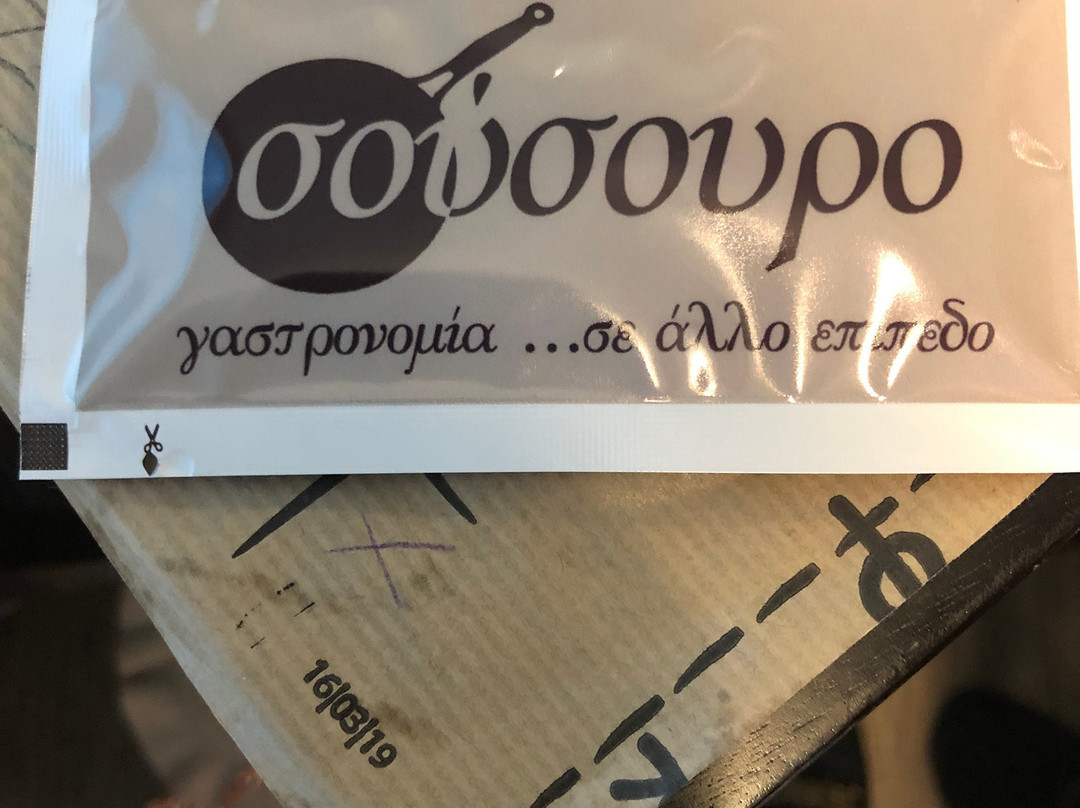 σούσουρο
γαστρονομία ...σε άλλο επίπεδο
16|03|19